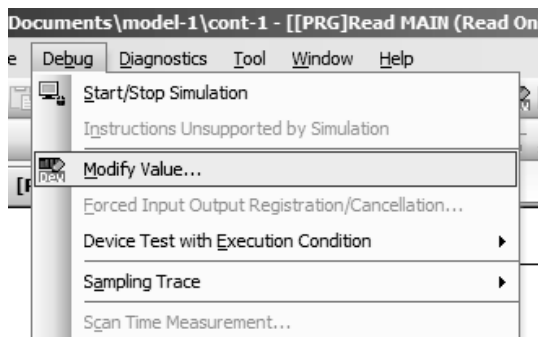 Documents\model-1\cont-1 - [[PRG]Read MAIN (Read On
e Debug Diagnostics Tool Window Help
Start/Stop Simulation
Instructions Unsupported by Simulation
DEV Modify Value...
Forced Input Output Registration/Cancellation...
Device Test with Execution Condition
Sampling Trace
Scan Time Measurement...